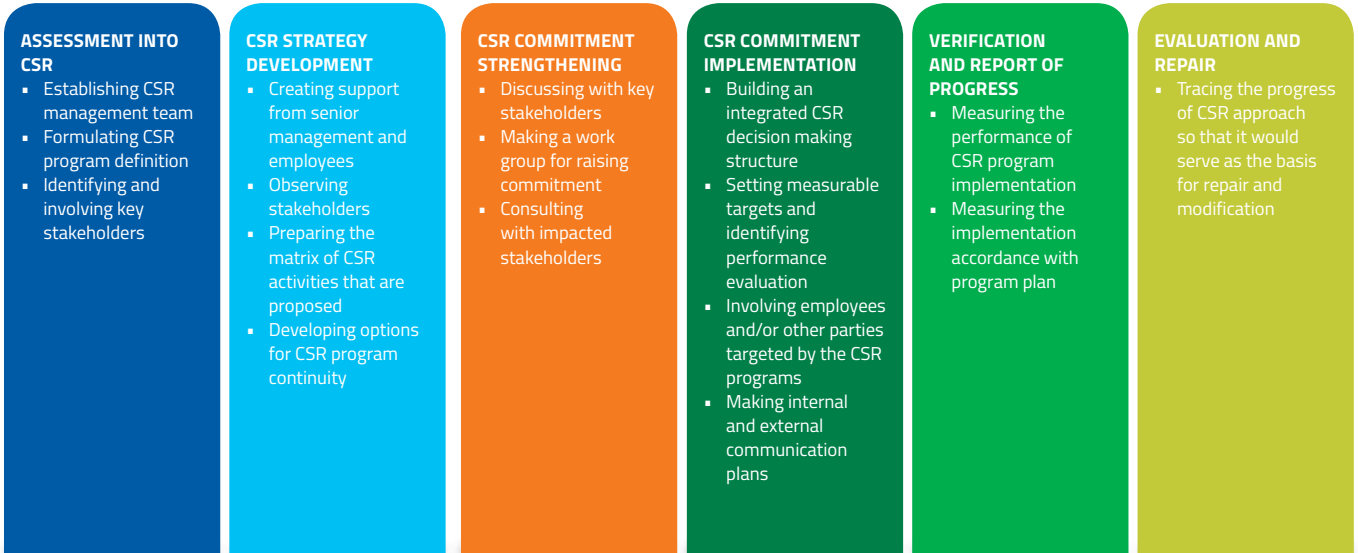 ASSESSMENT INTO
CSR
▪ Establishing CSR
management team
▪ Formulating CSR
program definition
▪ Identifying and
involving key
stakeholders
CSR STRATEGY
DEVELOPMENT
▪ Creating support
from senior
management and
employees
▪ Observing
stakeholders
▪ Preparing the
matrix of CSR
activities that are
proposed
▪ Developing options
for CSR program
continuity
CSR COMMITMENT
STRENGTHENING
▪ Discussing with key
stakeholders
▪ Making a work
group for raising
commitment
▪ Consulting
with impacted
stakeholders
CSR COMMITMENT
IMPLEMENTATION
▪ Building an
integrated CSR
decision making
structure
▪ Setting measurable
targets and
identifying
performance
evaluation
▪ Involving employees
and/or other parties
targeted by the CSR
programs
▪ Making internal
and external
communication
plans
VERIFICATION
AND REPORT OF
PROGRESS
▪ Measuring the
performance of
CSR program
implementation
▪ Measuring the
implementation
accordance with
program plan
EVALUATION AND
REPAIR
▪ Tracing the progress
of CSR approach
so that it would
serve as the basis
for repair and
modification